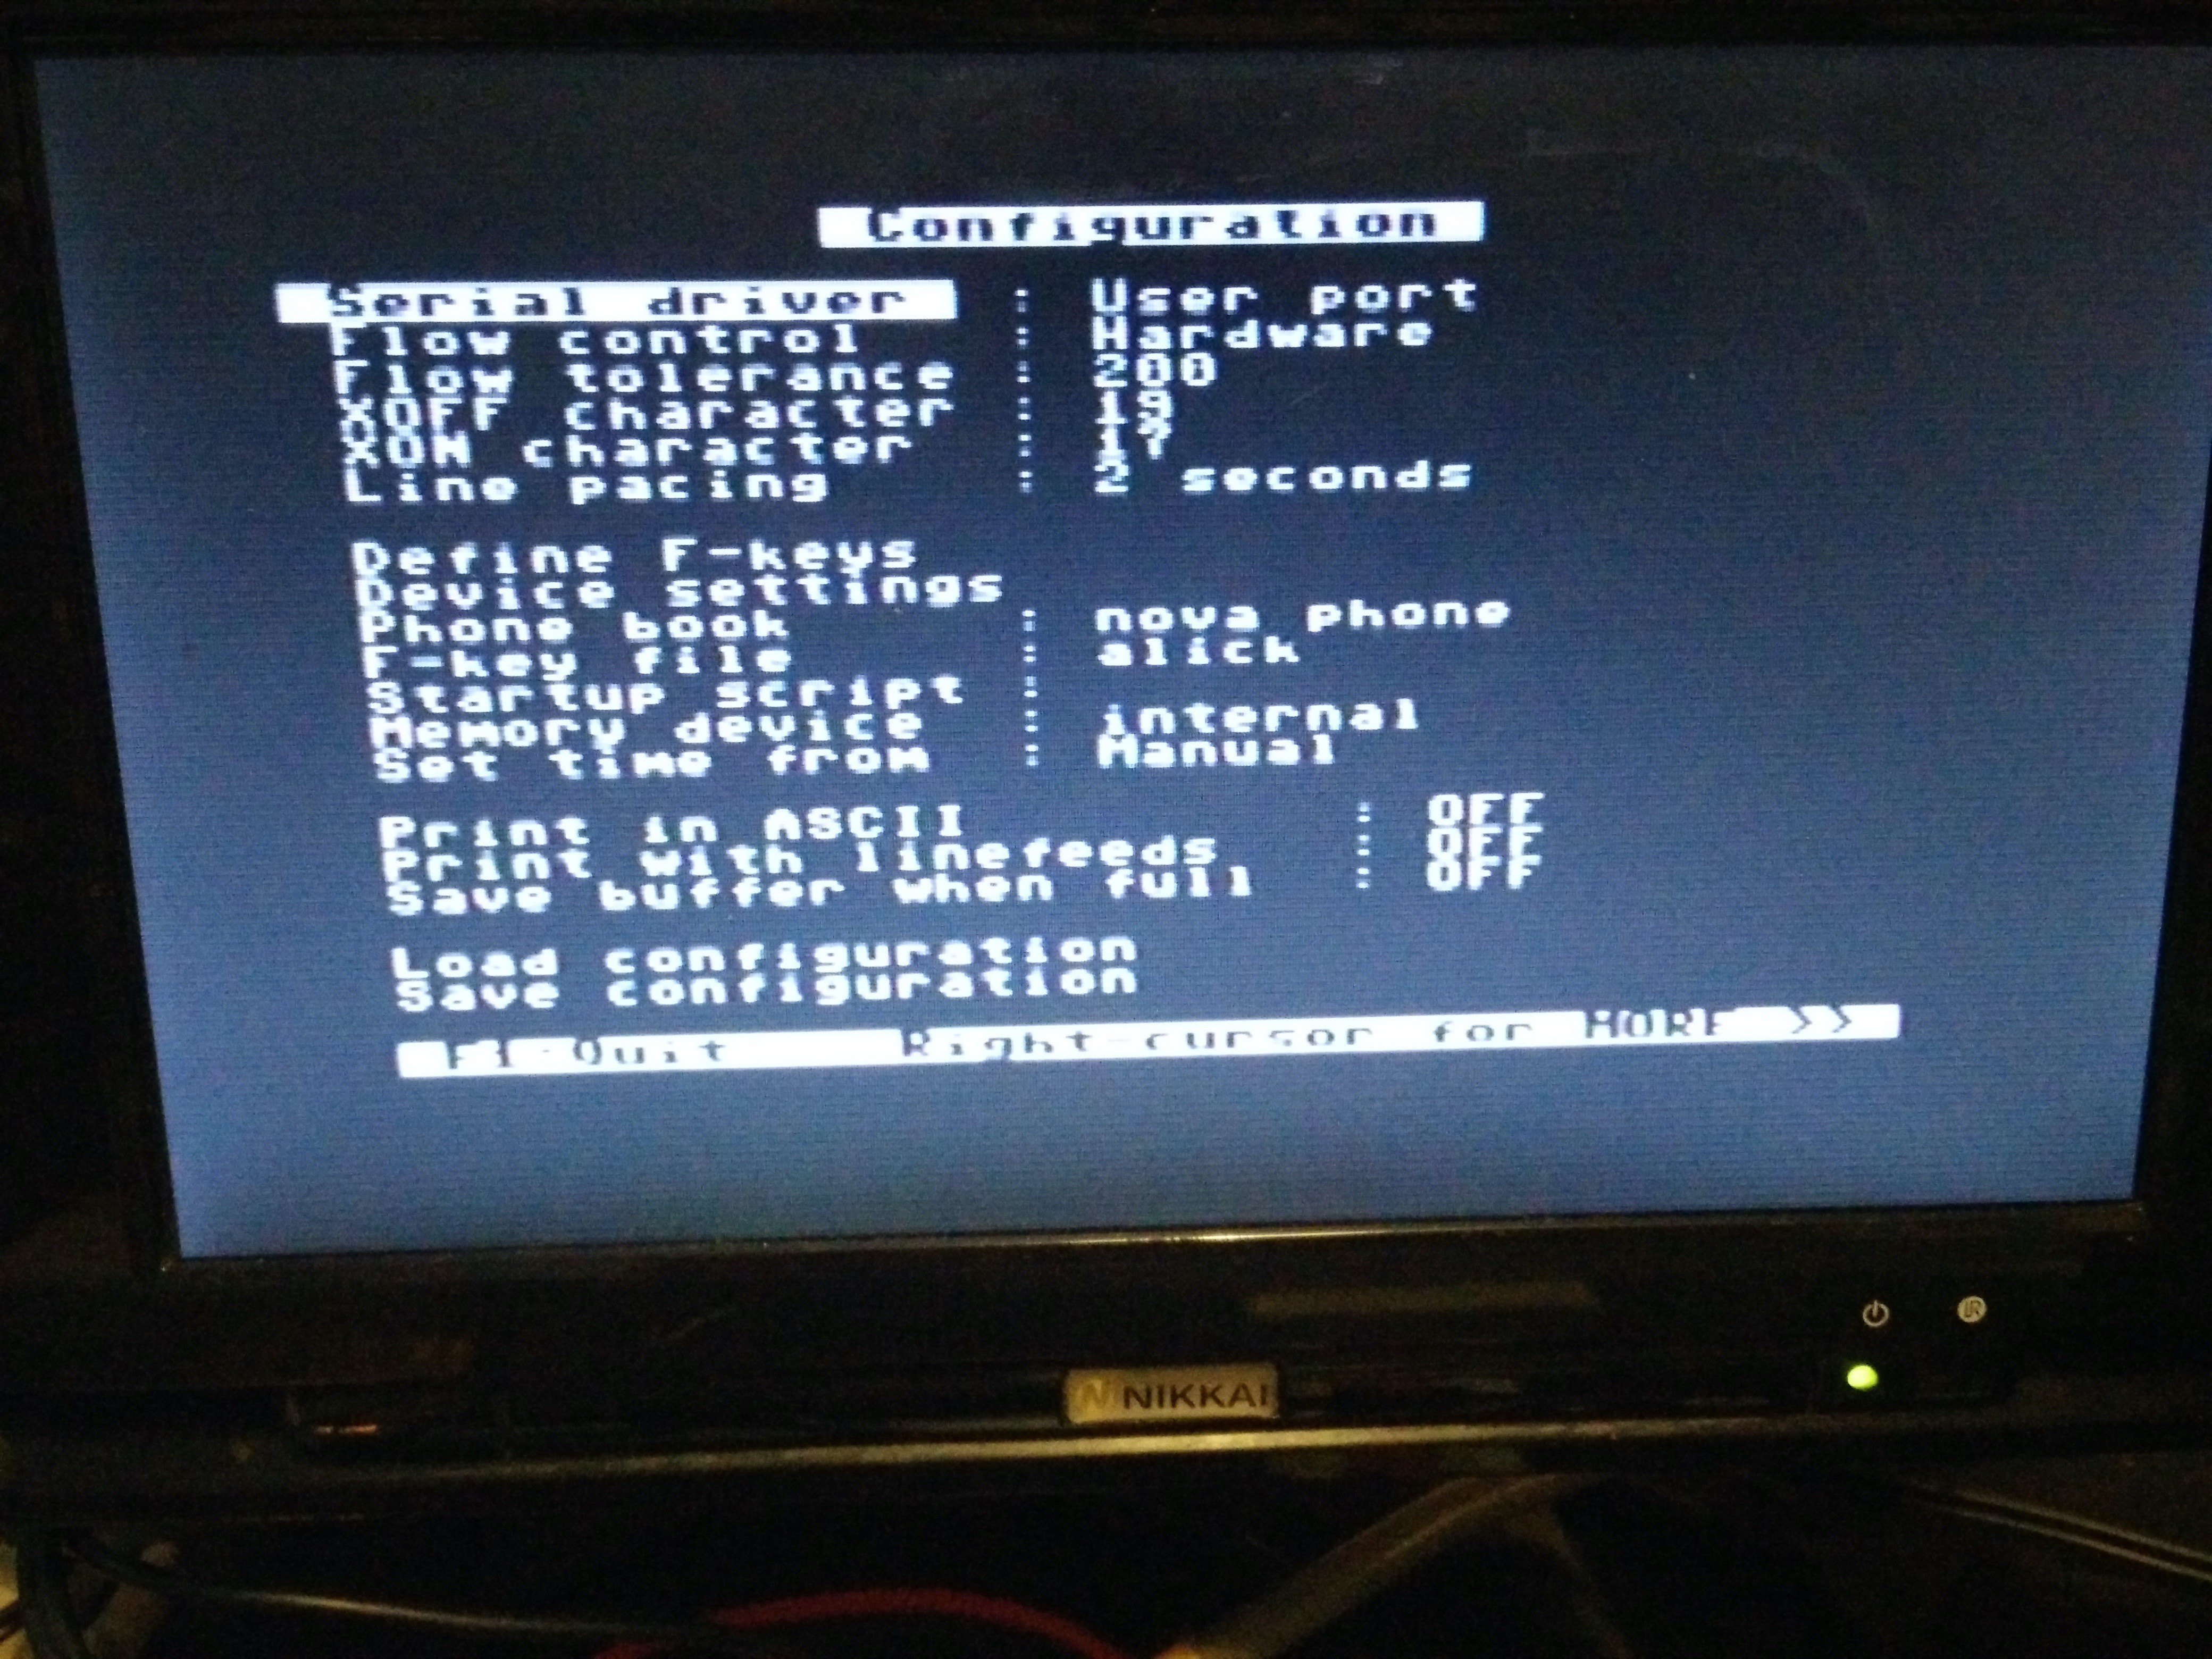 Configuration
Serial driver : User port
Flow control : Hardware
Flow tolerance : 200
XOFF character : 19
XON character : 17
Line pacing : 2 seconds
Define F-keys
Device settings
Phone book : nova phone
F-key file : alick
Startup script :
Memory device : internal
Set time from : Manual
Print in ASCII : OFF
Print with linefeeds : OFF
Save buffer when full : OFF
Load configuration
Save configuration
F1-Quit Right-cursor for MORE >>
NIKKAI